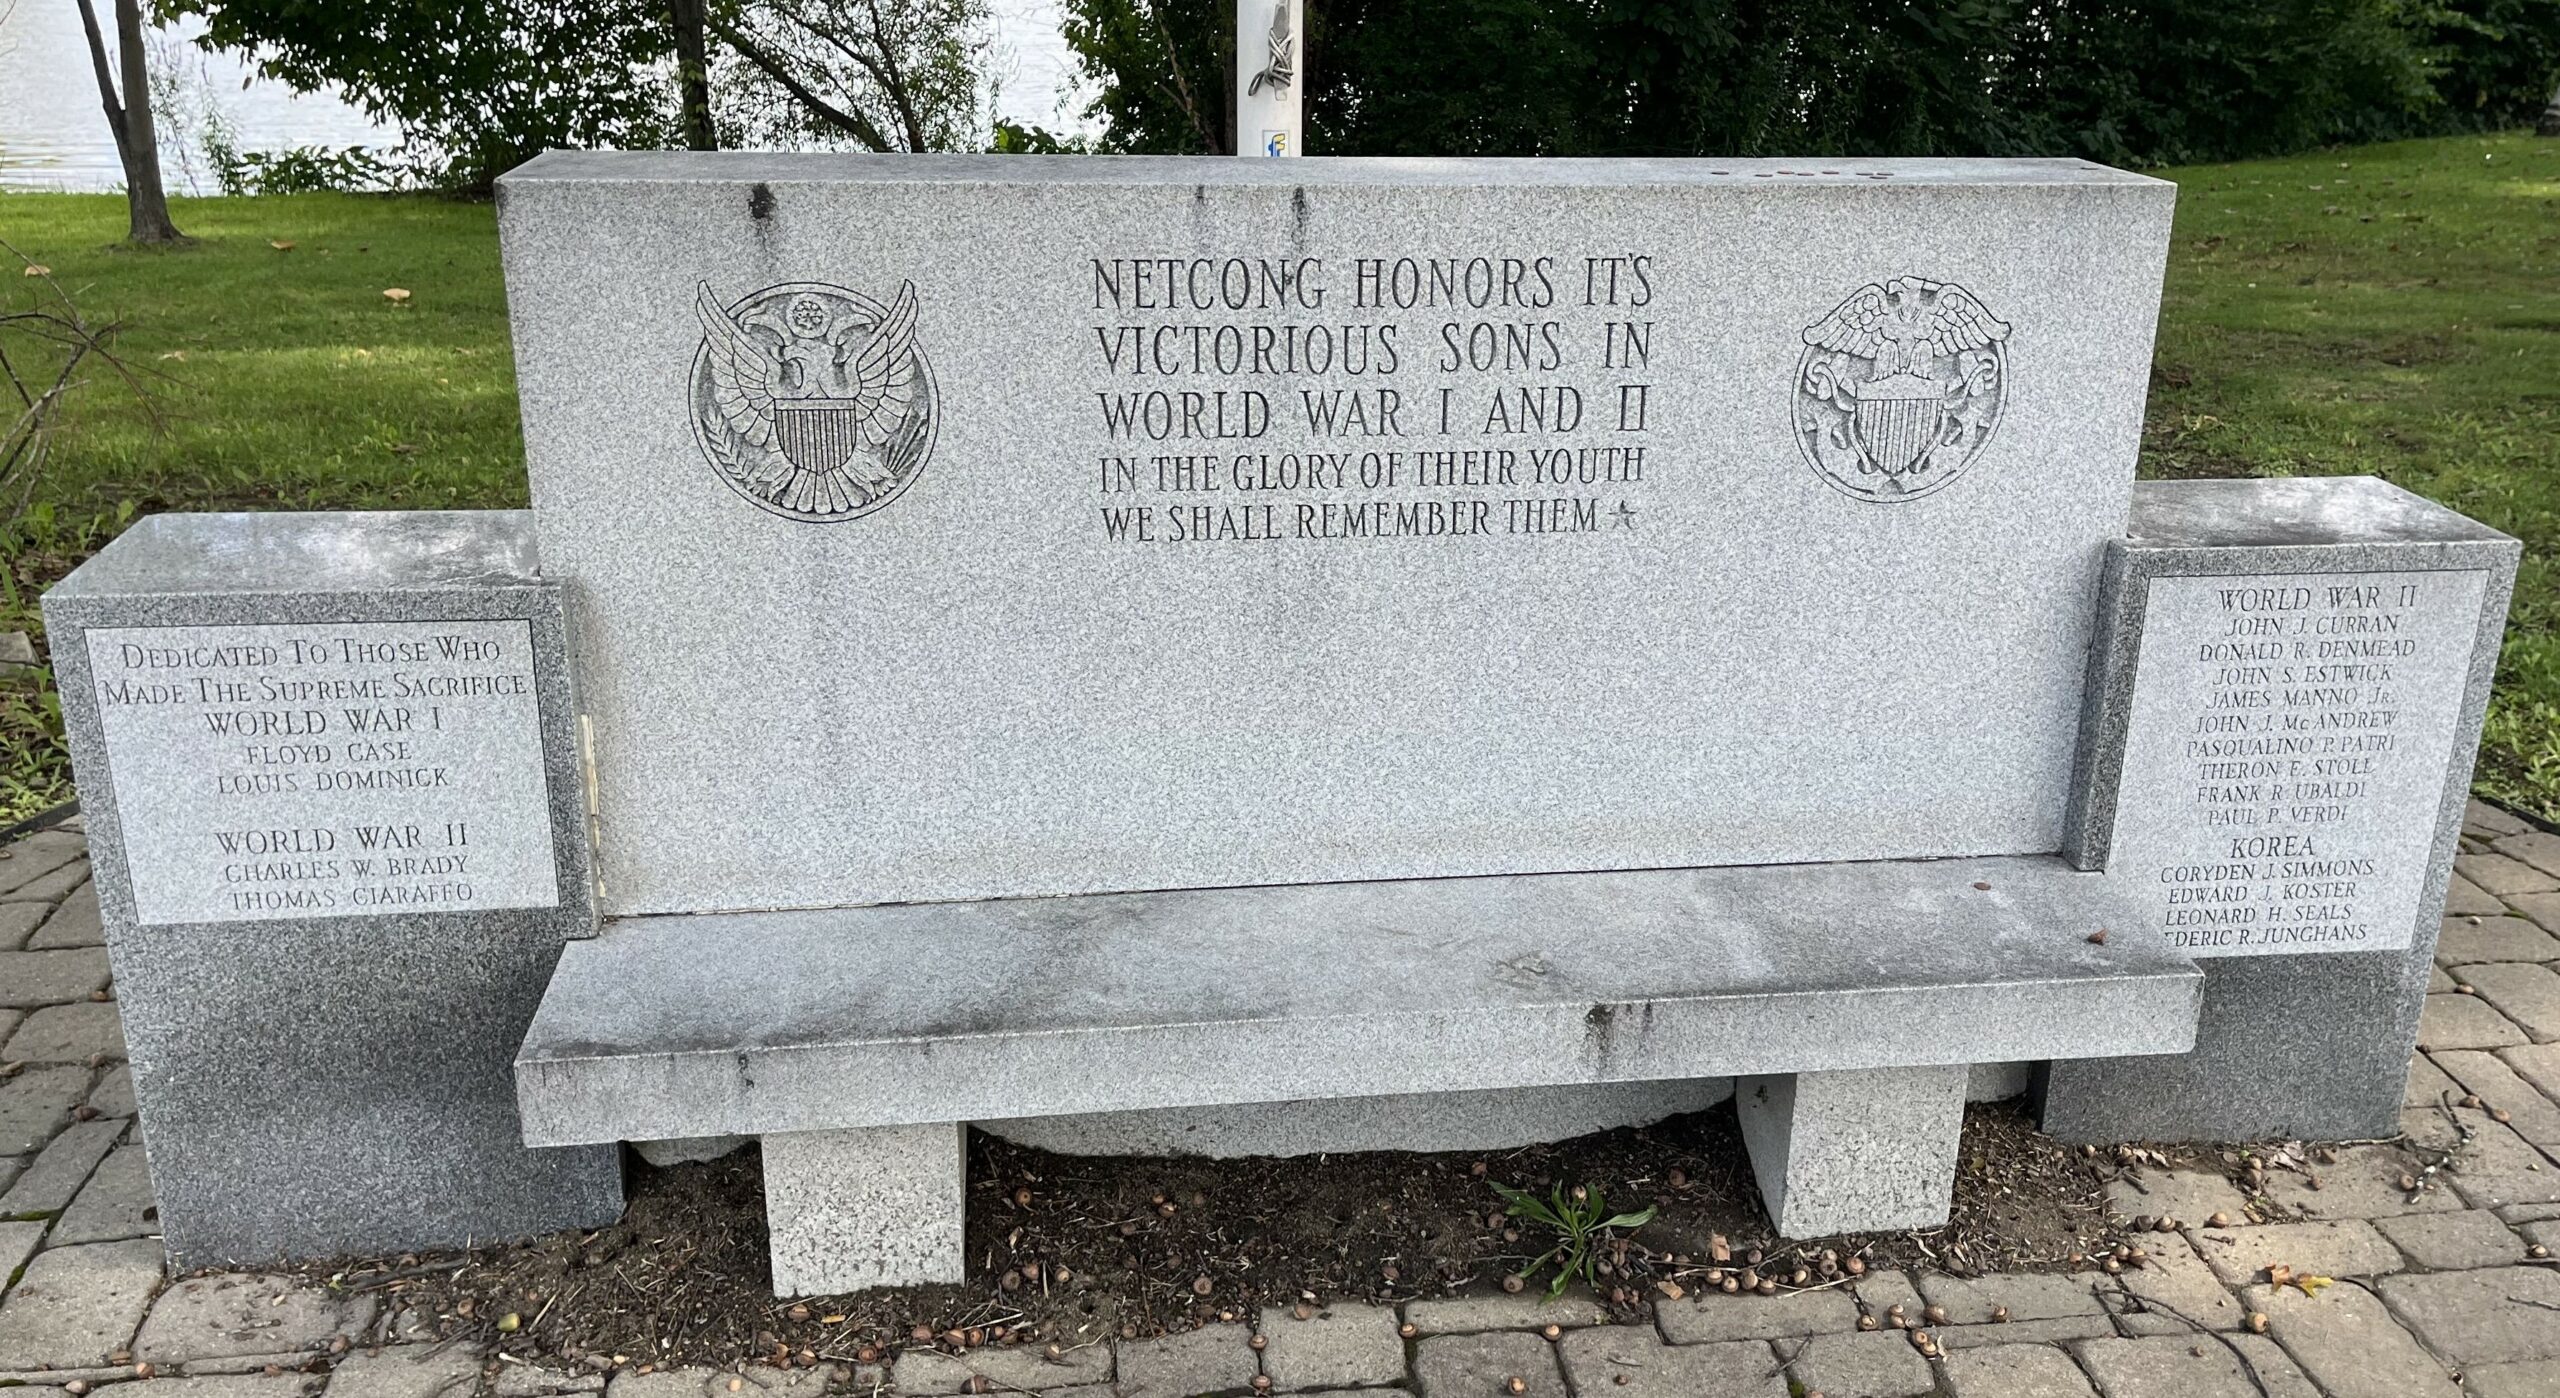 NETCONG HONORS IT'S
VICTORIOUS SONS IN
WORLD WAR I AND II
IN THE GLORY OF THEIR YOUTH
WE SHALL REMEMBER THEM
DEDICATED TO THOSE WHO
MADE THE SUPREME SACRIFICE
WORLD WAR I
FLOYD CASE
LOUIS DOMINICK
WORLD WAR II
CHARLES W. BRADY
THOMAS CIARAFFO
WORLD WAR II
JOHN J. CURRAN
DONALD R. DENMEAD
JOHN S. ESTWICK
JAMES MANNO JR.
JOHN J. MCANDREW
PASQUALINO P. PATRI
THERON E. STOLL
FRANK R. UBALDI
PAUL P. VERDI
KOREA
CORYDEN J. SIMMONS
EDWARD J. KOSTER
LEONARD H. SEALS
EDERIC R. JUNGHANS